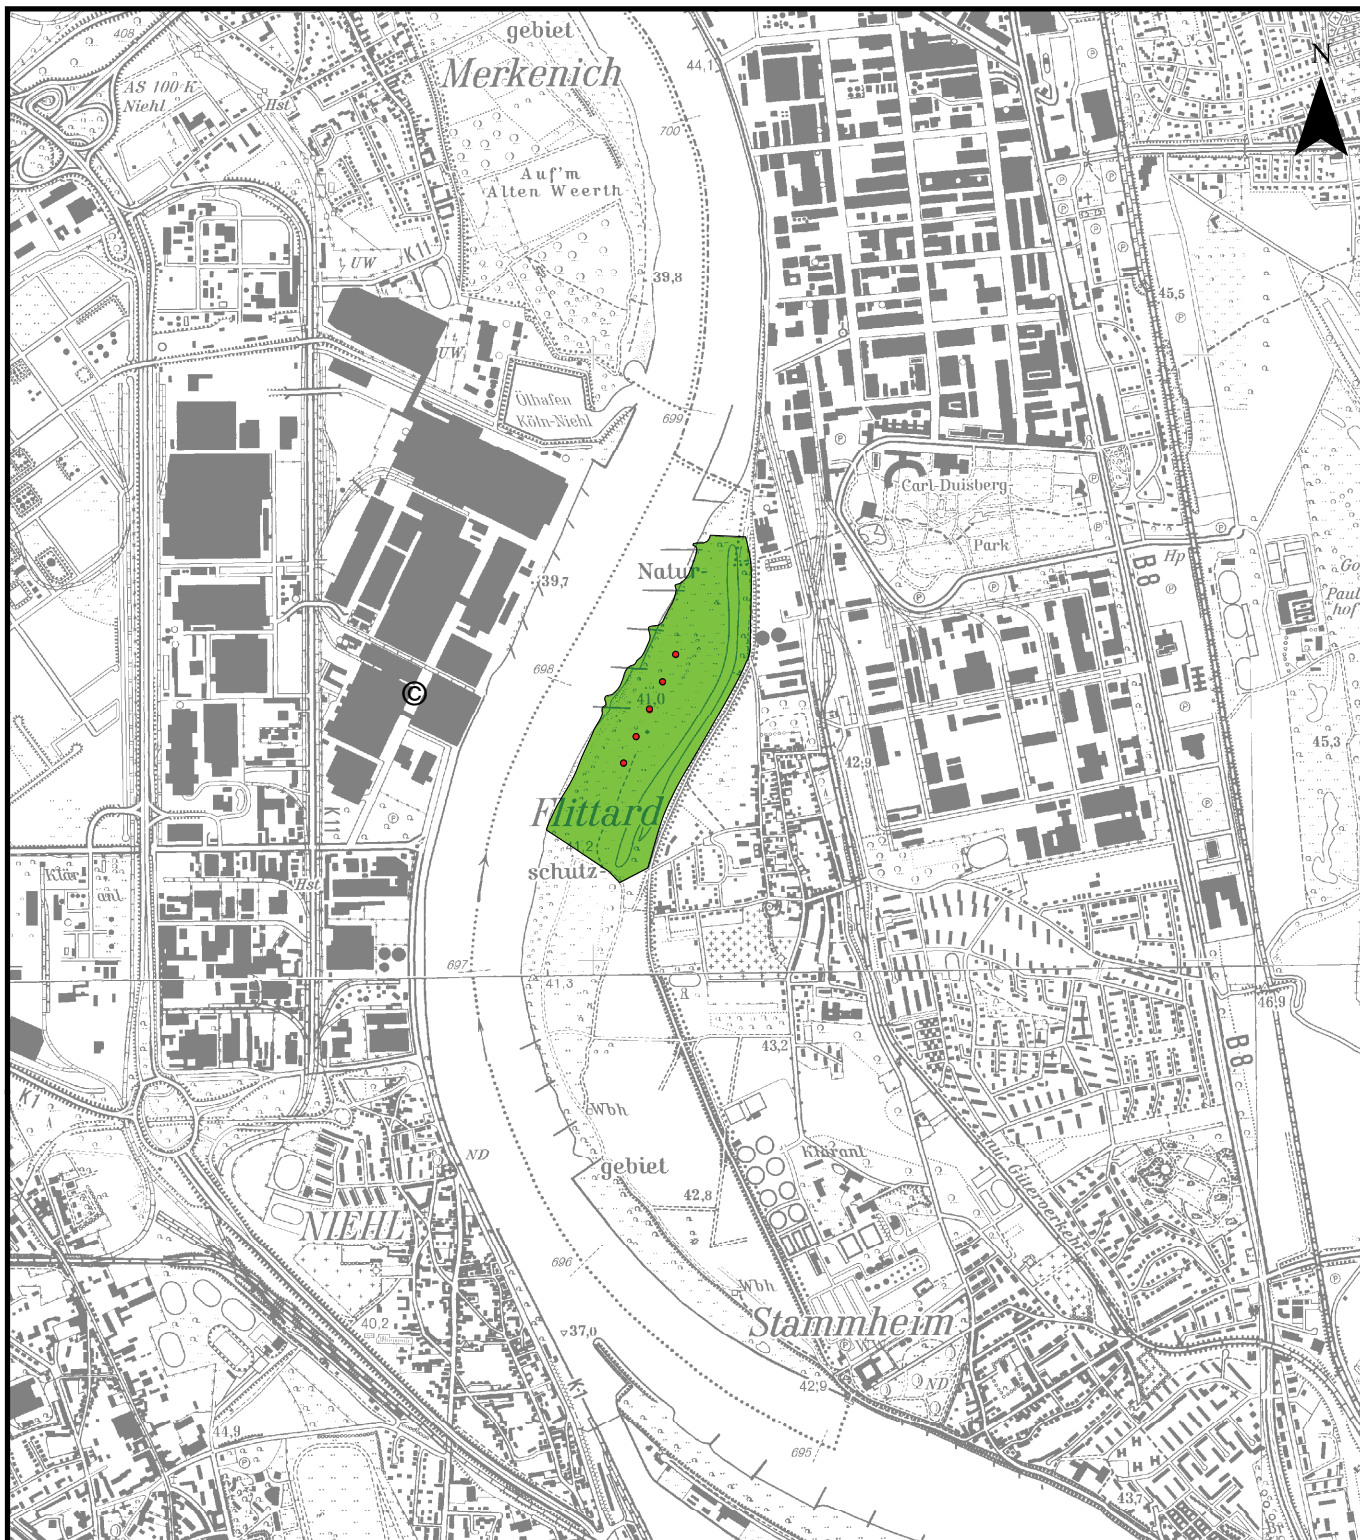 gebiet
Merkenich
408
AS 100 K
Niehl
Hst
44,1
N
700
Auf'm
Alten Weerth
K11
UW
39,8
45,5
UW
Ölhafen
Köln-Niehl
699
Carl-Duisberg-
Park
B8
Hp
Natur-
39,7
Paul
hof
698
©
41,0
45,3
42,9
Flittard
K11
41,2
schutz-
Klär
anl
Hst
697
41,3
46,9
43,2
B8
K1
Wbh
ND
Kläranl
gebiet
42,8
Zur Güterverkehr
NIEHL
696
Wbh
Stammheim
37,0
40,2
K1
42,9
ND
44,9
695
43,7